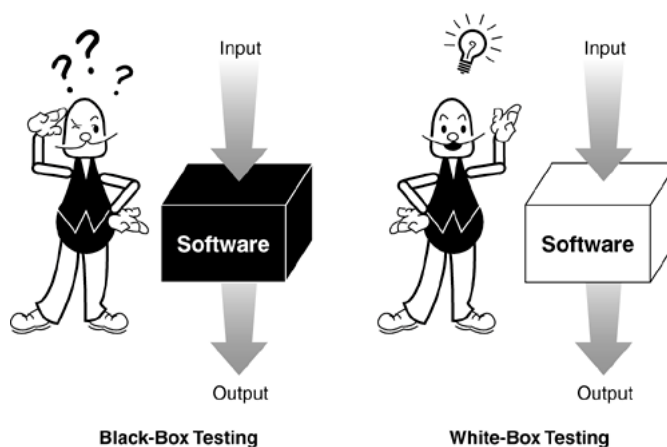 ? ? ?
Input
Software
Output
Black-Box Testing
Input
Software
Output
White-Box Testing